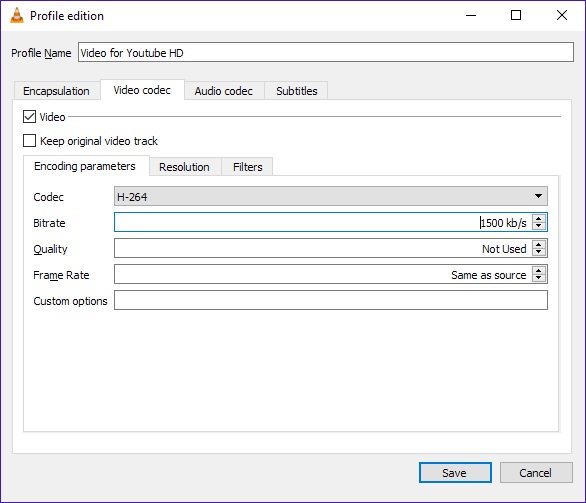 Profile edition
Profile Name Video for Youtube HD
Encapsulation Video codec Audio codec Subtitles
Video
Keep original video track
Encoding parameters Resolution Filters
Codec H-264
Bitrate 1500 kb/s
Quality Not Used
Frame Rate Same as source
Custom options
Save Cancel